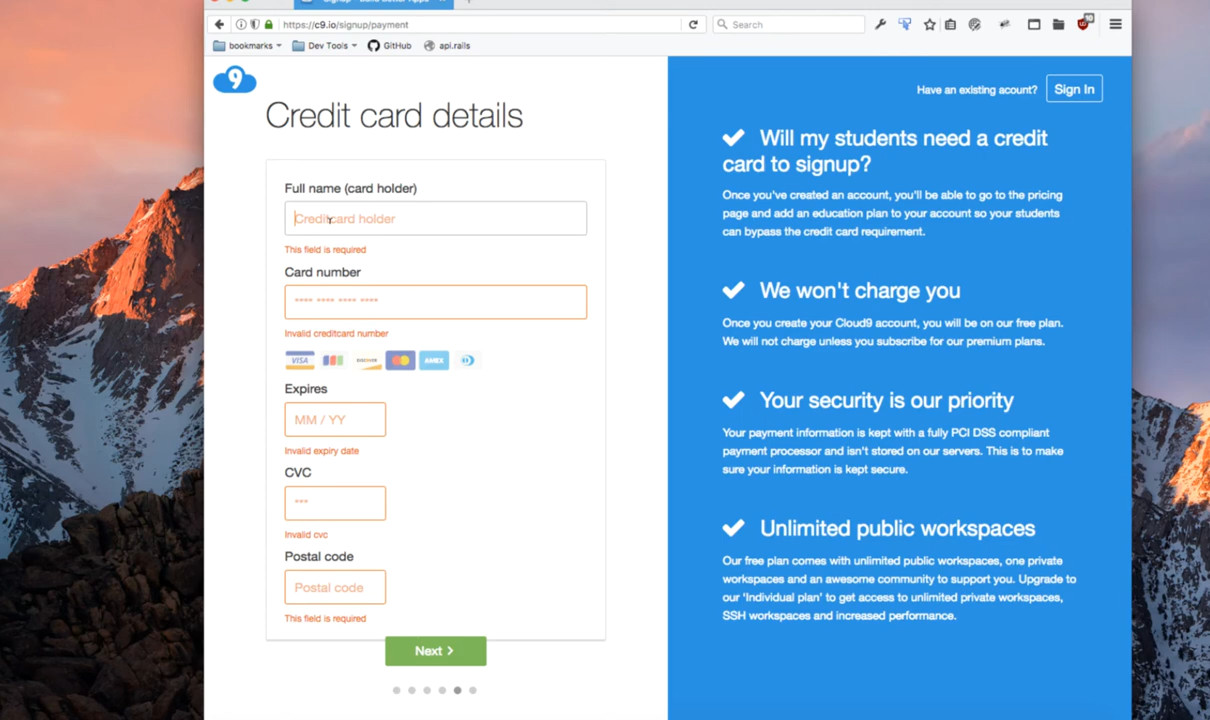 https://c9.io/signup/payment
Search
bookmarks
Dev Tools
GitHub
api.rails
9
Credit card details
Full name (card holder)
Creditcard holder
This field is required
Card number
**** **** **** ****
Invalid creditcard number
VISA
DISCOVER
AMEX
Expires
MM / YY
Invalid expiry date
CVC
***
Invalid cvc
Postal code
Postal code
This field is required
Next
Have an existing acount?
Sign In
Will my students need a credit
card to signup?
Once you've created an account, you'll be able to go to the pricing
page and add an education plan to your account so your students
can bypass the credit card requirement.
We won't charge you
Once you create your Cloud9 account, you will be on our free plan.
We will not charge unless you subscribe for our premium plans.
Your security is our priority
Your payment information is kept with a fully PCI DSS compliant
payment processor and isn't stored on our servers. This is to make
sure your information is kept secure.
Unlimited public workspaces
Our free plan comes with unlimited public workspaces, one private
workspaces and an awesome community to support you. Upgrade to
our 'Individual plan' to get access to unlimited private workspaces,
SSH workspaces and increased performance.